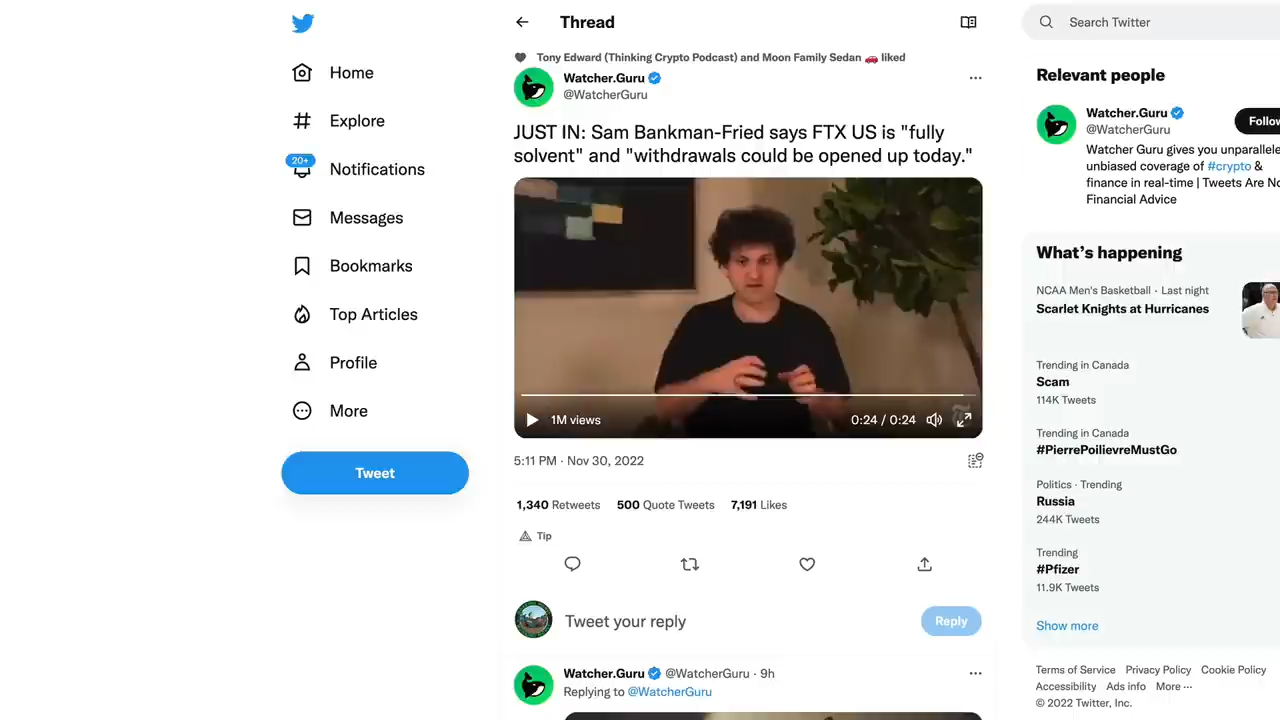 Thread
Search Twitter
Home
Explore
20+
Notifications
Messages
Bookmarks
Top Articles
Profile
More
Tweet
Tony Edward (Thinking Crypto Podcast) and Moon Family Sedan 🚗 liked
Watcher.Guru
@WatcherGuru
JUST IN: Sam Bankman-Fried says FTX US is "fully
solvent" and "withdrawals could be opened up today."
1M views
0:24 / 0:24
5:11 PM · Nov 30, 2022
1,340 Retweets 500 Quote Tweets 7,191 Likes
Tip
Tweet your reply
Reply
Watcher.Guru @WatcherGuru · 9h
Replying to @WatcherGuru
Relevant people
Watcher.Guru
@WatcherGuru
Follow
Watcher Guru gives you unparallele
unbiased coverage of #crypto &
finance in real-time | Tweets Are No
Financial Advice
What's happening
NCAA Men's Basketball · Last night
Scarlet Knights at Hurricanes
Trending in Canada
Scam
114K Tweets
Trending in Canada
#PierrePoilievreMustGo
Politics · Trending
Russia
244K Tweets
Trending
#Pfizer
11.9K Tweets
Show more
Terms of Service Privacy Policy Cookie Policy
Accessibility Ads info More ···
© 2022 Twitter, Inc.